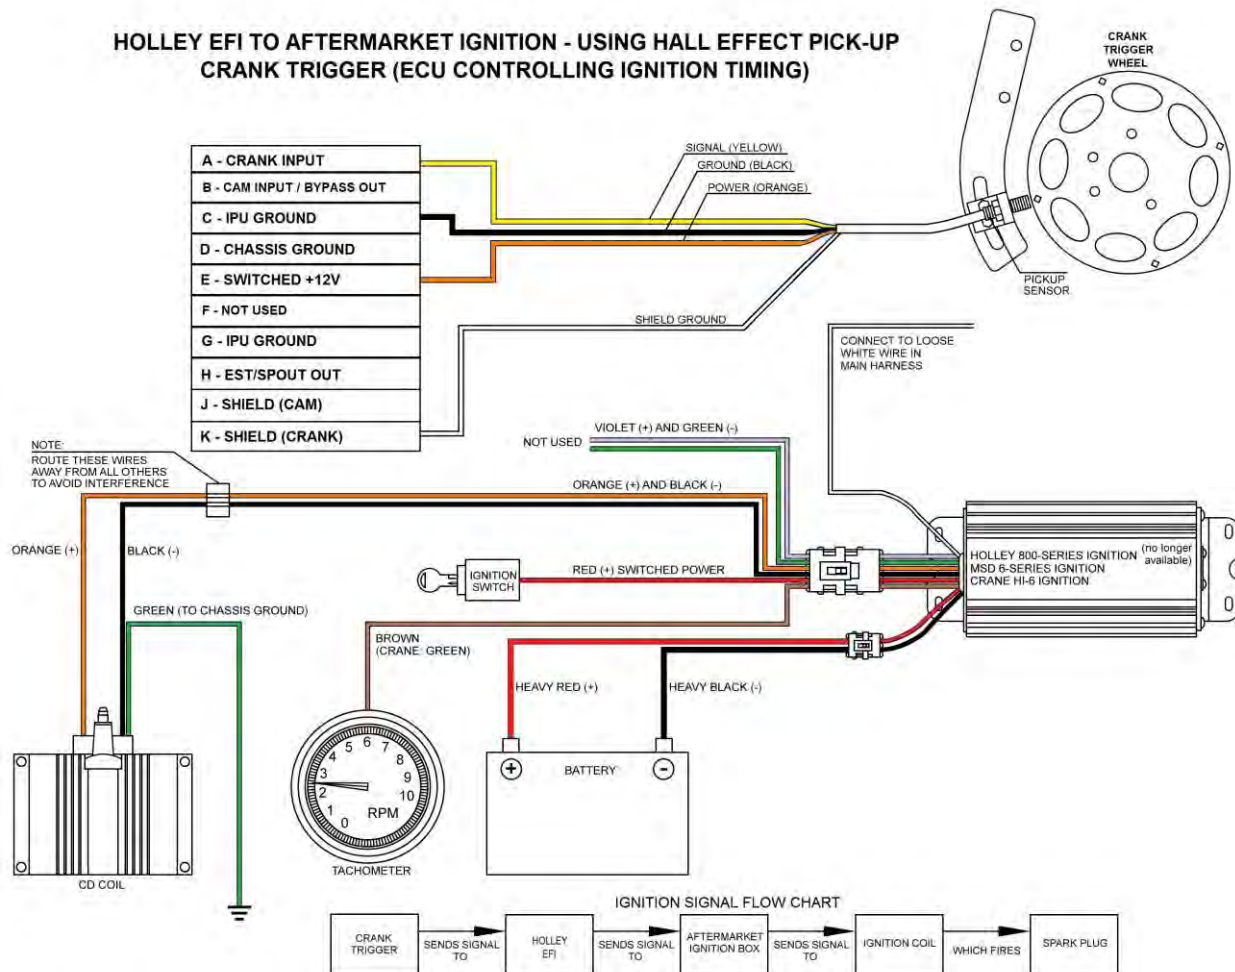 HOLLEY EFI TO AFTERMARKET IGNITION - USING HALL EFFECT PICK-UP
CRANK TRIGGER (ECU CONTROLLING IGNITION TIMING)
CRANK
TRIGGER
WHEEL
A - CRANK INPUT
B - CAM INPUT / BYPASS OUT
C - IPU GROUND
D - CHASSIS GROUND
E - SWITCHED +12V
F - NOT USED
G - IPU GROUND
H - EST/SPOUT OUT
J - SHIELD (CAM)
K - SHIELD (CRANK)
SIGNAL (YELLOW)
GROUND (BLACK)
POWER (ORANGE)
PICKUP
SENSOR
SHIELD GROUND
CONNECT TO LOOSE
WHITE WIRE IN
MAIN HARNESS
NOTE:
ROUTE THESE WIRES
AWAY FROM ALL OTHERS
TO AVOID INTERFERENCE
VIOLET (+) AND GREEN (-)
NOT USED
ORANGE (+) AND BLACK (-)
ORANGE (+)
BLACK (-)
IGNITION
SWITCH
RED (+) SWITCHED POWER
HOLLEY 800-SERIES IGNITION (no longer
available)
MSD 6-SERIES IGNITION
CRANE HI-6 IGNITION
GREEN (TO CHASSIS GROUND)
BROWN
(CRANE: GREEN)
HEAVY RED (+)
HEAVY BLACK (-)
0
1
2
3
4
5
6
7
8
9
10
RPM
TACHOMETER
+
BATTERY
-
CD COIL
IGNITION SIGNAL FLOW CHART
CRANK
TRIGGER
SENDS SIGNAL
TO
HOLLEY
EFI
SENDS SIGNAL
TO
AFTERMARKET
IGNITION BOX
SENDS SIGNAL
TO
IGNITION COIL
WHICH FIRES
SPARK PLUG